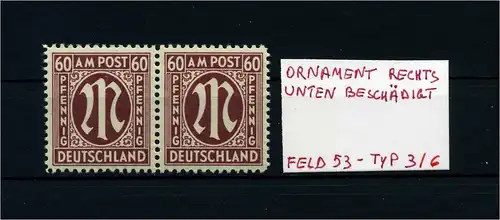 60 AM POST 60
PFENNIG
M
PFENNIG
DEUTSCHLAND
60 AM POST 60
PFENNIG
M
PFENNIG
DEUTSCHLAND
ORNAMENT RECHTS
UNTEN BESCHÄDIGT
FELD 53 - TYP 3/6